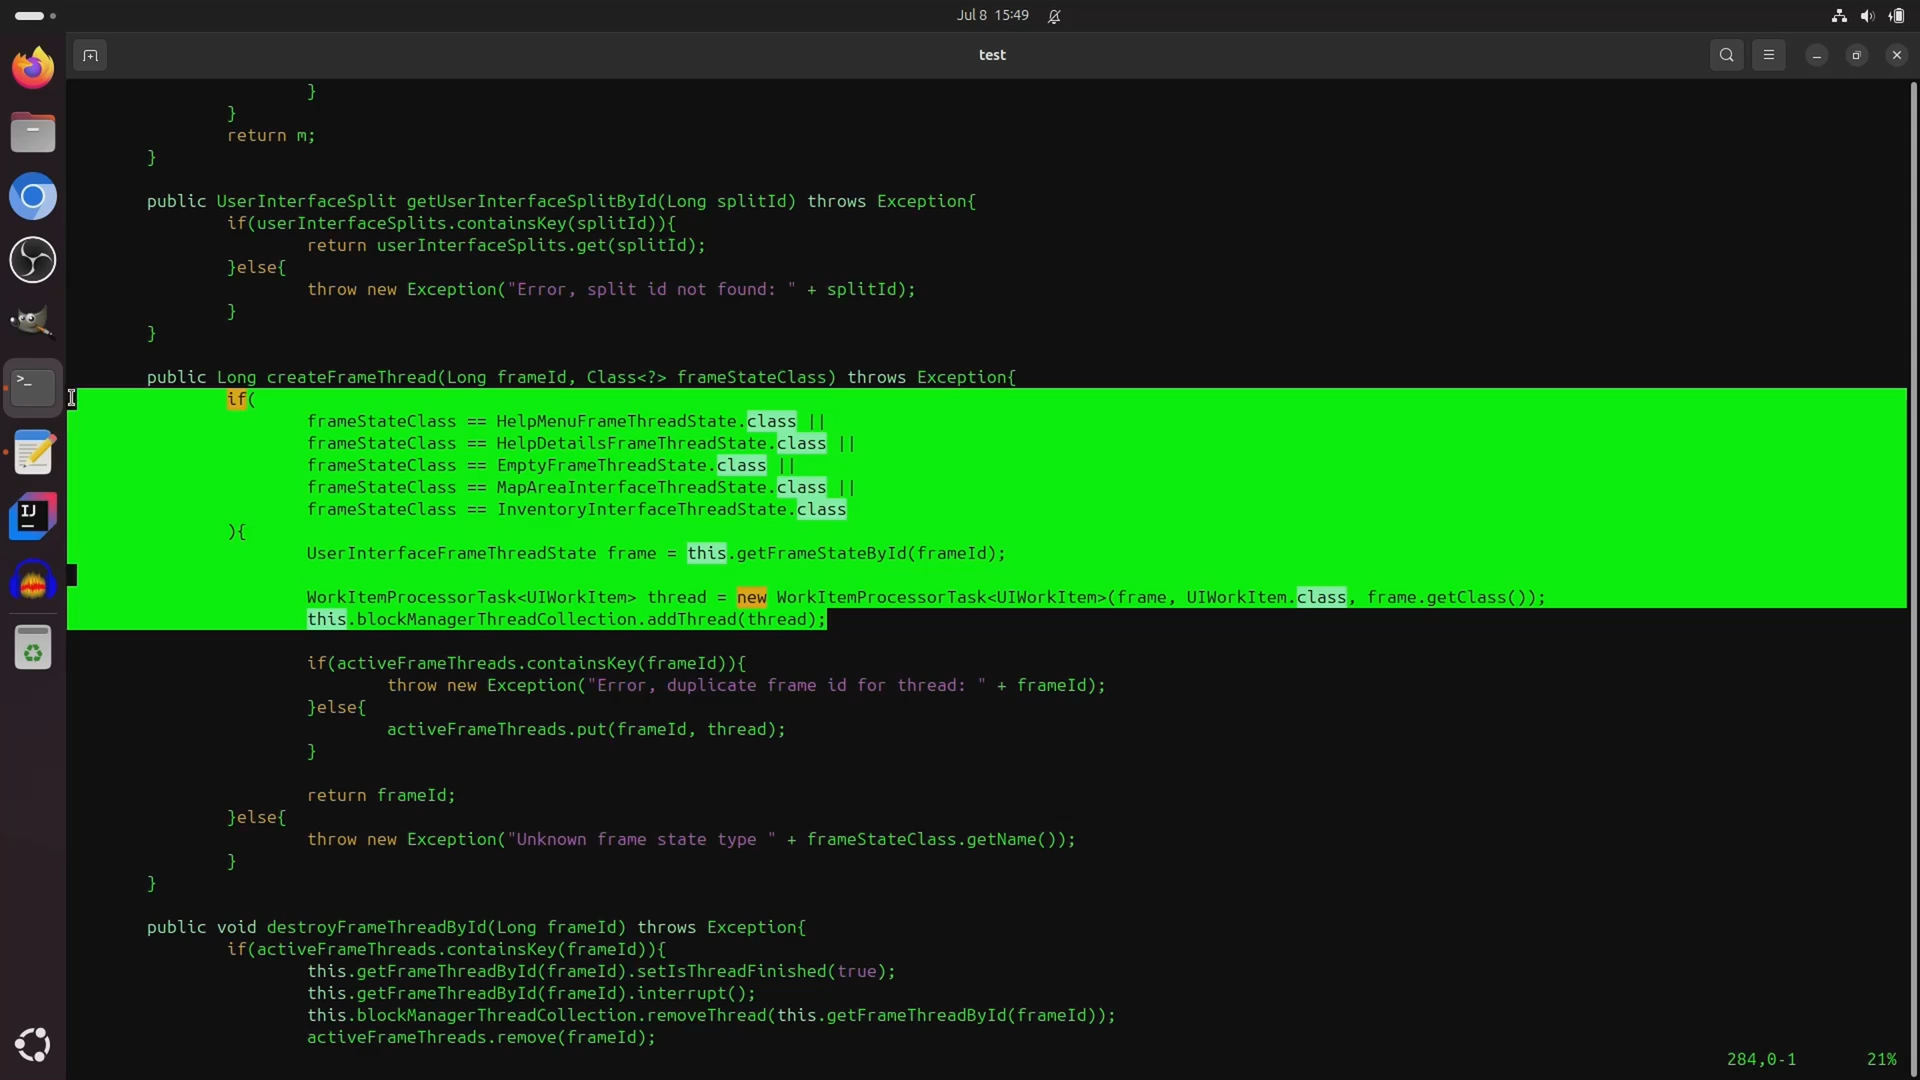 Jul 8 15:49
test
}
}
return m;
}
public UserInterfaceSplit getUserInterfaceSplitById(Long splitId) throws Exception{
if(userInterfaceSplits.containsKey(splitId)){
return userInterfaceSplits.get(splitId);
}else{
throw new Exception("Error, split id not found: " + splitId);
}
}
public Long createFrameThread(Long frameId, Class<?> frameStateClass) throws Exception{
if(
frameStateClass == HelpMenuFrameThreadState.class ||
frameStateClass == HelpDetailsFrameThreadState.class ||
frameStateClass == EmptyFrameThreadState.class ||
frameStateClass == MapAreaInterfaceThreadState.class ||
frameStateClass == InventoryInterfaceThreadState.class
){
UserInterfaceFrameThreadState frame = this.getFrameStateById(frameId);
WorkItemProcessorTask<UIWorkItem> thread = new WorkItemProcessorTask<UIWorkItem>(frame, UIWorkItem.class, frame.getClass());
this.blockManagerThreadCollection.addThread(thread);
if(activeFrameThreads.containsKey(frameId)){
throw new Exception("Error, duplicate frame id for thread: " + frameId);
}else{
activeFrameThreads.put(frameId, thread);
}
return frameId;
}else{
throw new Exception("Unknown frame state type " + frameStateClass.getName());
}
}
public void destroyFrameThreadById(Long frameId) throws Exception{
if(activeFrameThreads.containsKey(frameId)){
this.getFrameThreadById(frameId).setIsThreadFinished(true);
this.getFrameThreadById(frameId).interrupt();
this.blockManagerThreadCollection.removeThread(this.getFrameThreadById(frameId));
activeFrameThreads.remove(frameId);
284,0-1 21%